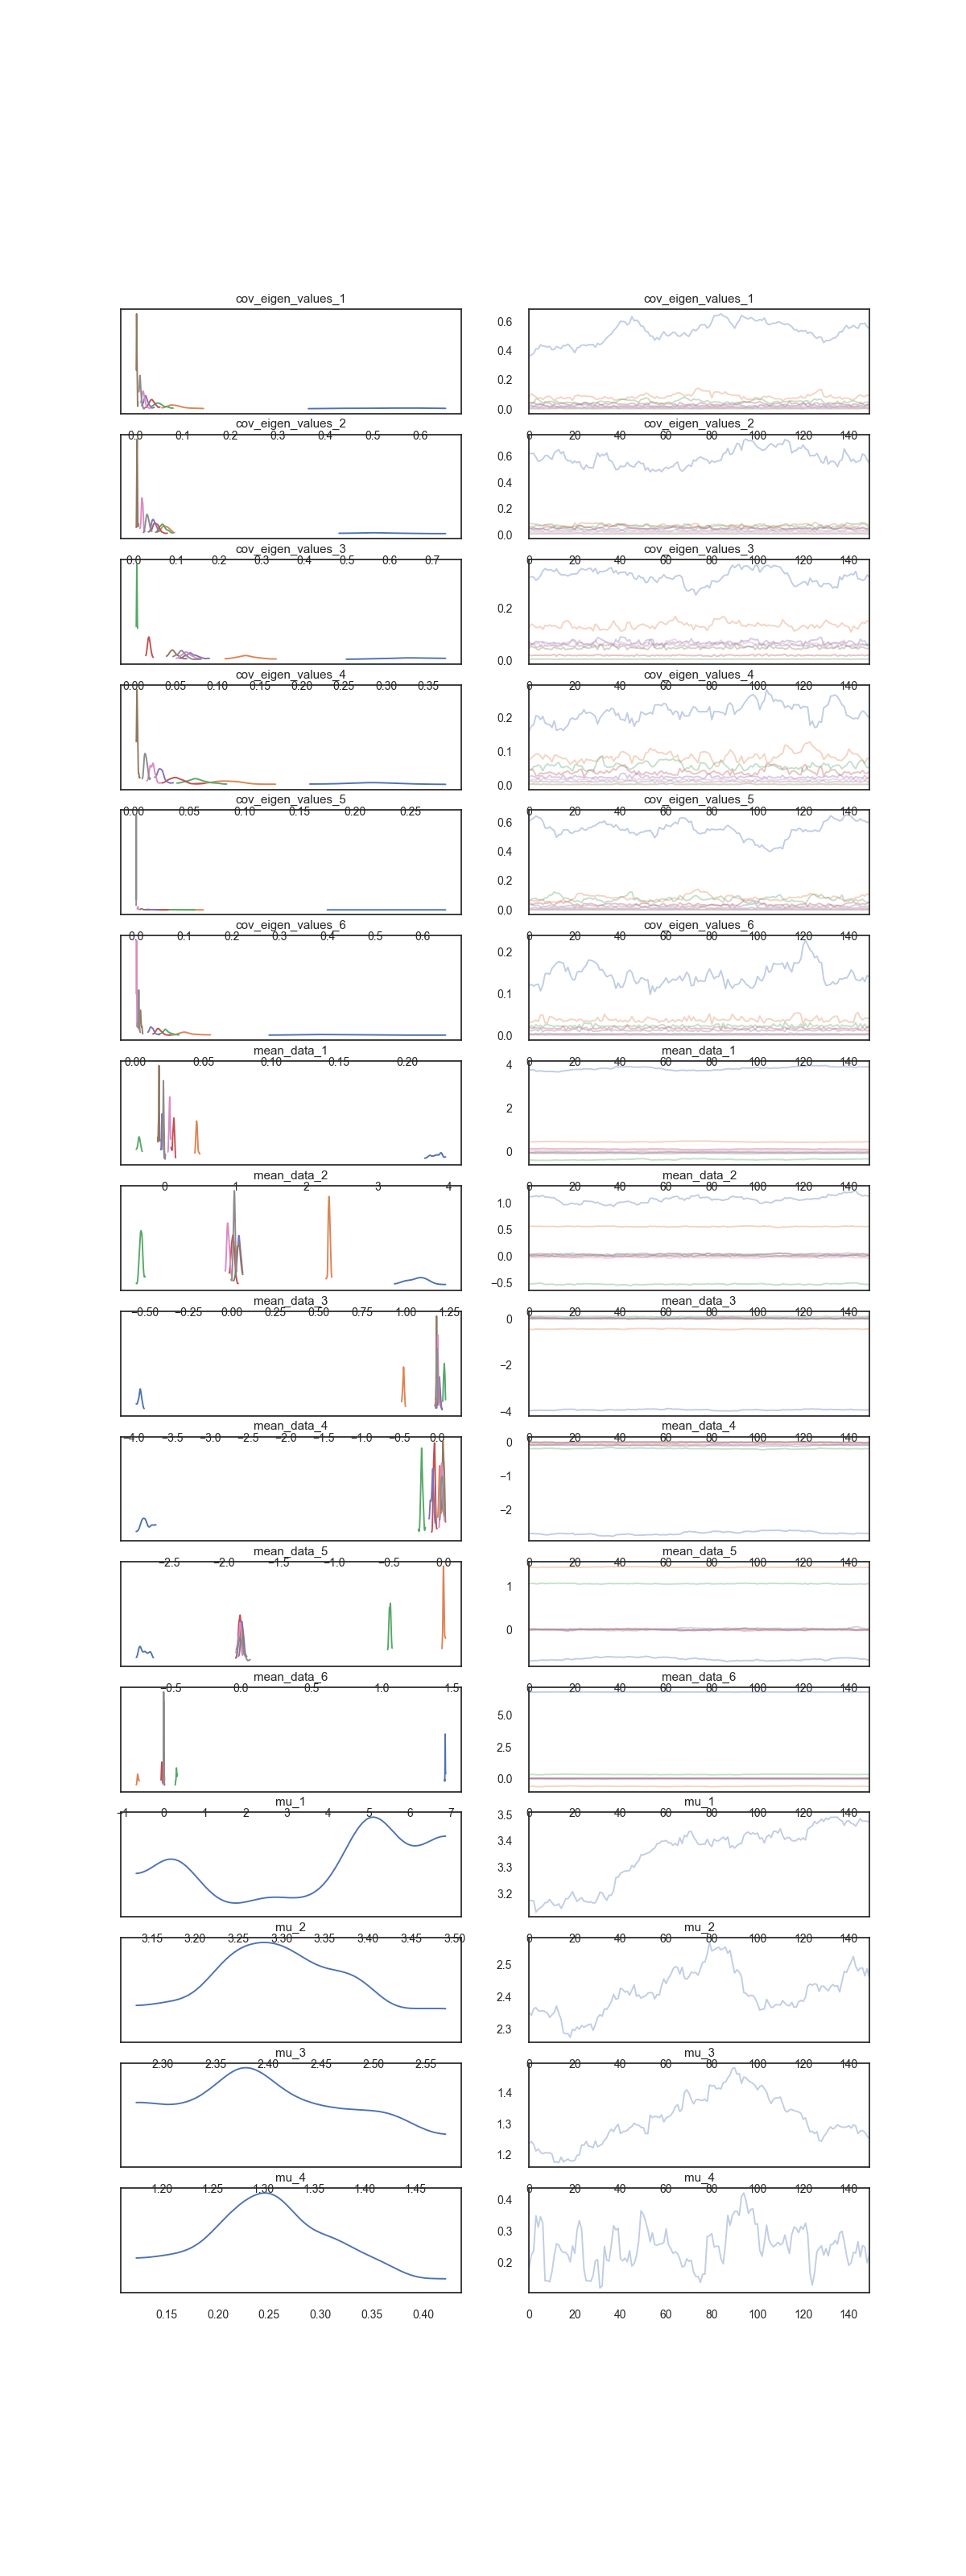 cov_eigen_values_1 cov_eigen_values_1
0.6
0.4
0.2
0.0
cov_eigen_values_2 cov_eigen_values_2
0.0 0.1 0.2 0.3 0.4 0.5 0.6 0 20 40 60 80 100 120 140
0.6
0.4
0.2
0.0
cov_eigen_values_3 cov_eigen_values_3
0.0 0.1 0.2 0.3 0.4 0.5 0.6 0.7 0 20 40 60 80 100 120 140
0.2
0.0
cov_eigen_values_4 cov_eigen_values_4
0.00 0.05 0.10 0.15 0.20 0.25 0.30 0.35 0 20 40 60 80 100 120 140
0.2
0.1
0.0
cov_eigen_values_5 cov_eigen_values_5
0.00 0.05 0.10 0.15 0.20 0.25 0 20 40 60 80 100 120 140
0.6
0.4
0.2
0.0
cov_eigen_values_6 cov_eigen_values_6
0.0 0.1 0.2 0.3 0.4 0.5 0.6 0 20 40 60 80 100 120 140
0.2
0.1
0.0
mean_data_1 mean_data_1
0.00 0.05 0.10 0.15 0.20 0 20 40 60 80 100 120 140
4
2
0
mean_data_2 mean_data_2
0 1 2 3 4 0 20 40 60 80 100 120 140
1.0
0.5
0.0
−0.5
mean_data_3 mean_data_3
−0.50 −0.25 0.00 0.25 0.50 0.75 1.00 1.25 0 20 40 60 80 100 120 140
0
−2
−4
mean_data_4 mean_data_4
−4.0 −3.5 −3.0 −2.5 −2.0 −1.5 −1.0 −0.5 0.0 0 20 40 60 80 100 120 140
0
−1
−2
mean_data_5 mean_data_5
−2.5 −2.0 −1.5 −1.0 −0.5 0.0 0 20 40 60 80 100 120 140
1
0
mean_data_6 mean_data_6
−0.5 0.0 0.5 1.0 1.5 0 20 40 60 80 100 120 140
5.0
2.5
0.0
mu_1 mu_1
−1 0 1 2 3 4 5 6 7 0 20 40 60 80 100 120 140
3.5
3.4
3.3
3.2
mu_2 mu_2
3.15 3.20 3.25 3.30 3.35 3.40 3.45 3.50 0 20 40 60 80 100 120 140
2.5
2.4
2.3
mu_3 mu_3
2.30 2.35 2.40 2.45 2.50 2.55 0 20 40 60 80 100 120 140
1.4
1.3
1.2
mu_4 mu_4
1.20 1.25 1.30 1.35 1.40 1.45 0 20 40 60 80 100 120 140
0.4
0.3
0.2
0.15 0.20 0.25 0.30 0.35 0.40 0 20 40 60 80 100 120 140